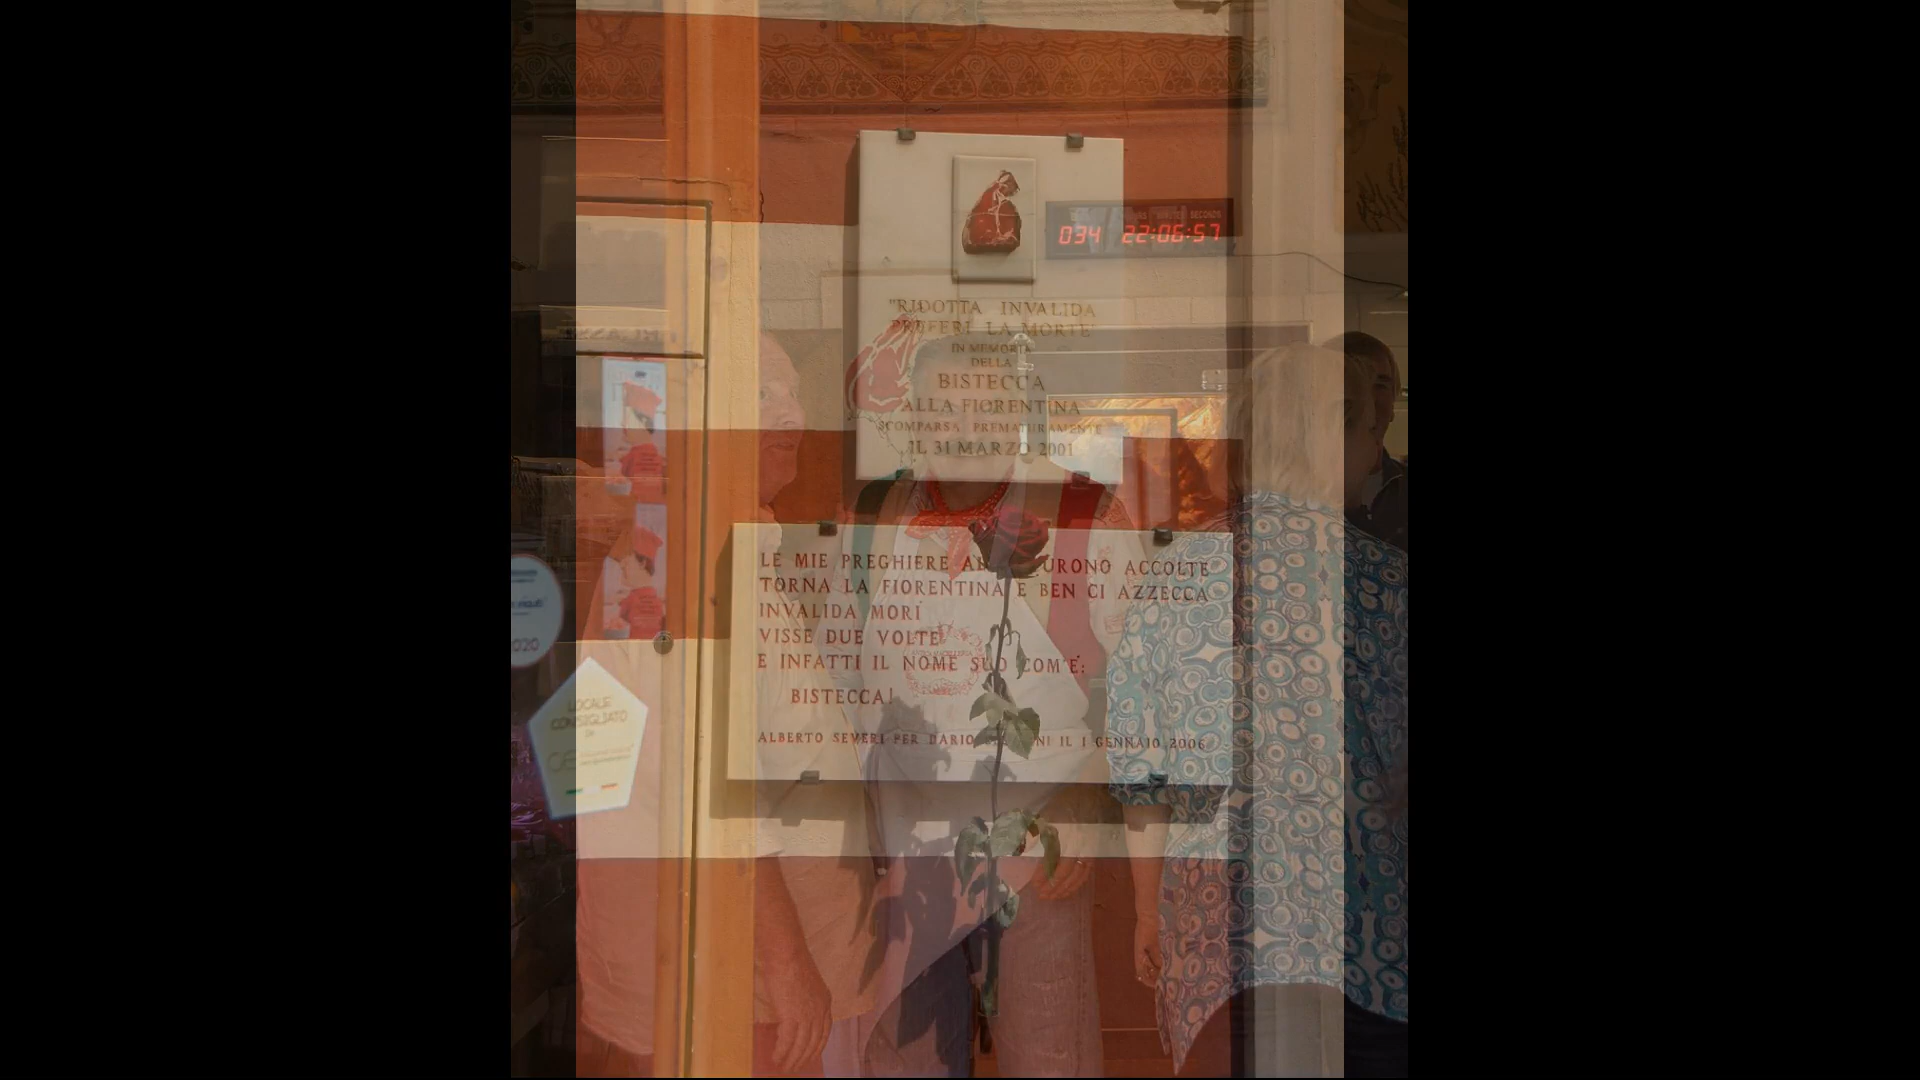 SECONDS
034 22:06:57
"RIDOTTA INVALIDA
PREFERI LA MORTE"
IN MEMORIA
DELLA
BISTECCA
ALLA FIORENTINA
SCOMPARSA PREMATURAMENTE
IL 31 MARZO 2001
LE MIE PREGHIERE URONO ACCOLTE
TORNA LA FIORENTINA E BEN CI AZZECCA
INVALIDA MORÌ
VISSE DUE VOLTE
E INFATTI IL NOME SUO COM'È:
BISTECCA!
ALBERTO SEVERI PER DARIO NI IL 1 GENNAIO 2006
LOCALE
CONSIGLIATO
DA